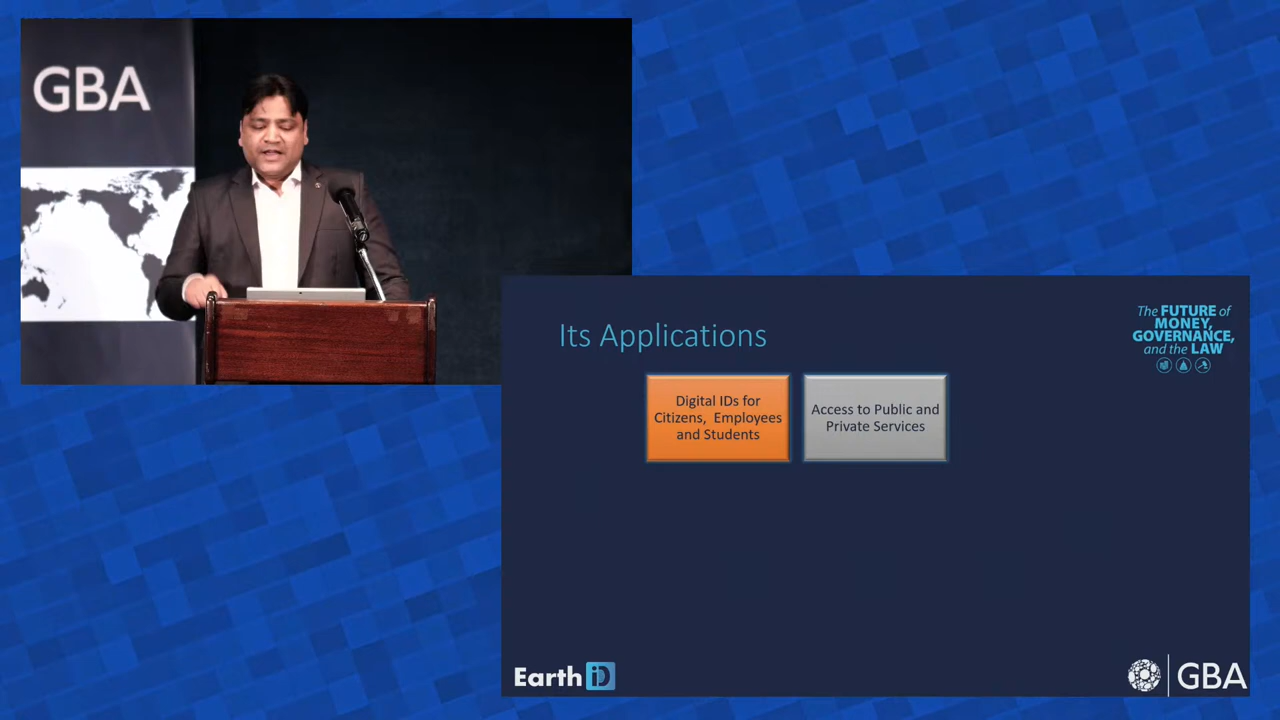 GBA
Its Applications
The FUTURE of
MONEY,
GOVERNANCE,
and the LAW
Digital IDs for
Citizens, Employees
and Students
Access to Public and
Private Services
Earth iD
GBA